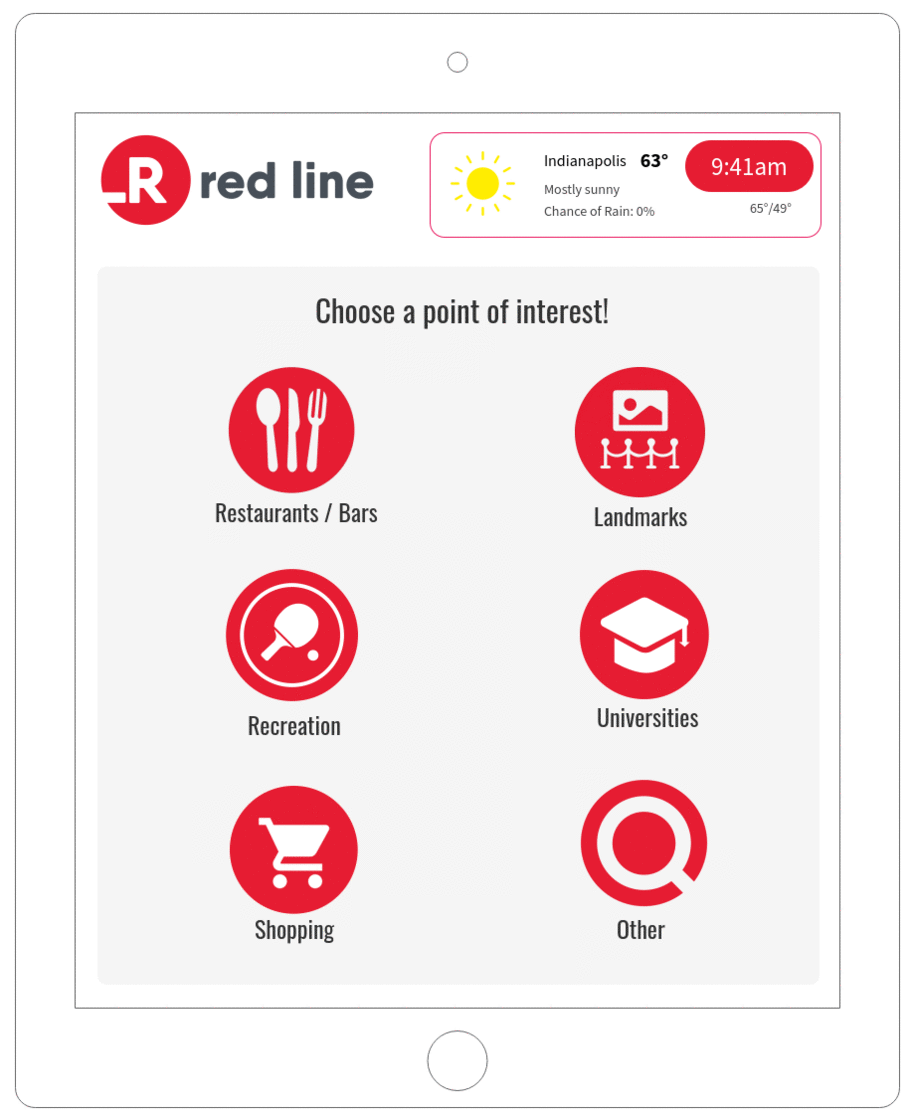 R red line
Indianapolis 63° 9:41am
Mostly sunny
Chance of Rain: 0% 65°/49°
Choose a point of interest!
Restaurants / Bars Landmarks
Recreation Universities
Shopping Other